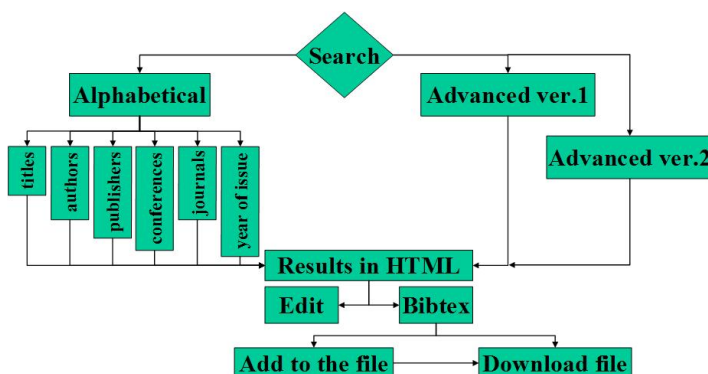 Search
Alphabetical
Advanced ver.1
Advanced ver.2
titles
authors
publishers
conferences
journals
year of issue
Results in HTML
Edit
Bibtex
Add to the file
Download file